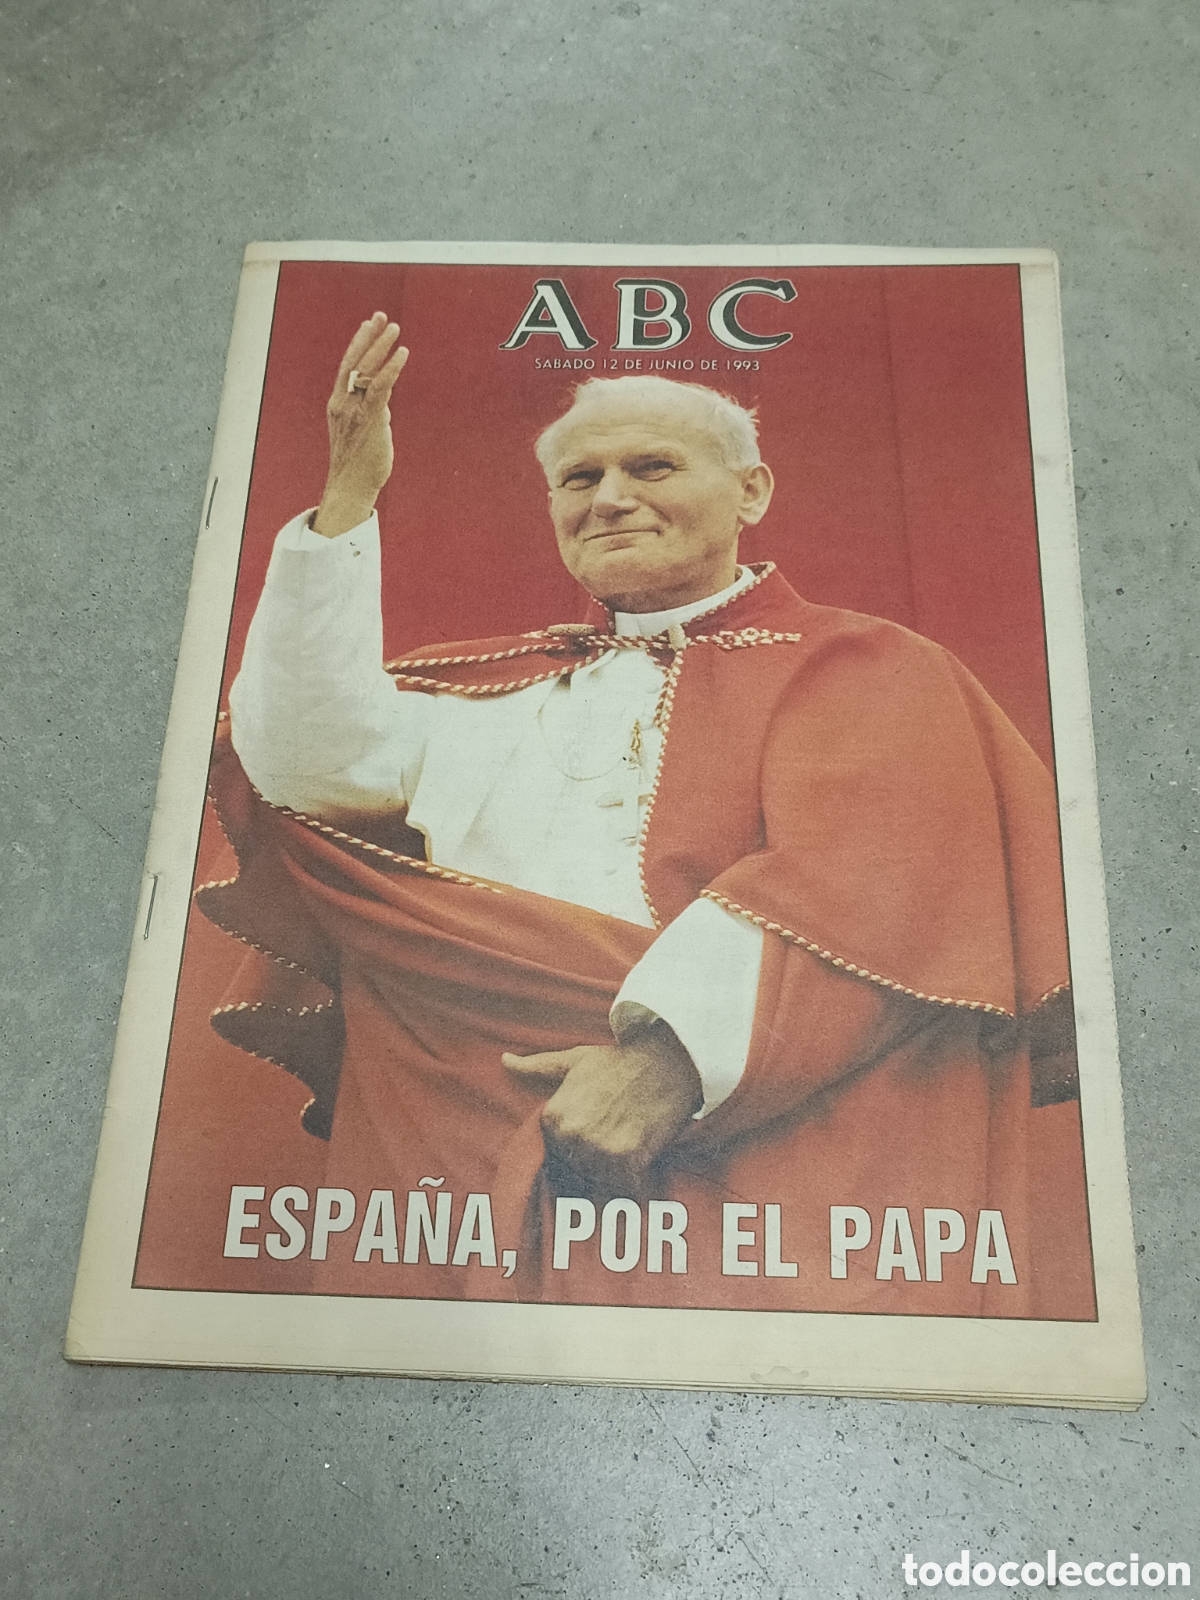 ABC
SABADO 12 DE JUNIO DE 1993
ESPAÑA, POR EL PAPA
todocoleccion